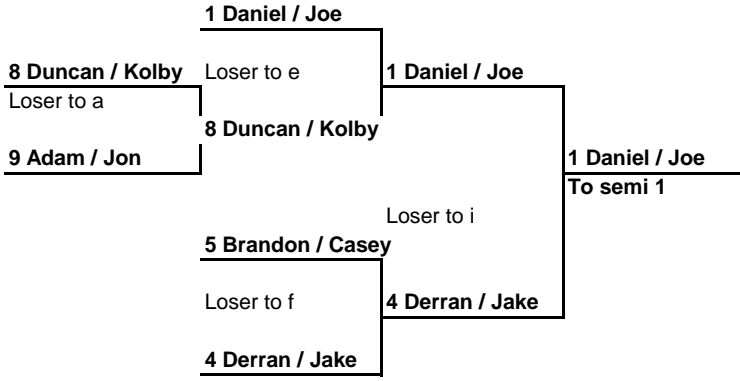 1 Daniel / Joe
8 Duncan / Kolby
Loser to e
1 Daniel / Joe
Loser to a
8 Duncan / Kolby
9 Adam / Jon
1 Daniel / Joe
To semi 1
Loser to i
5 Brandon / Casey
Loser to f
4 Derran / Jake
4 Derran / Jake